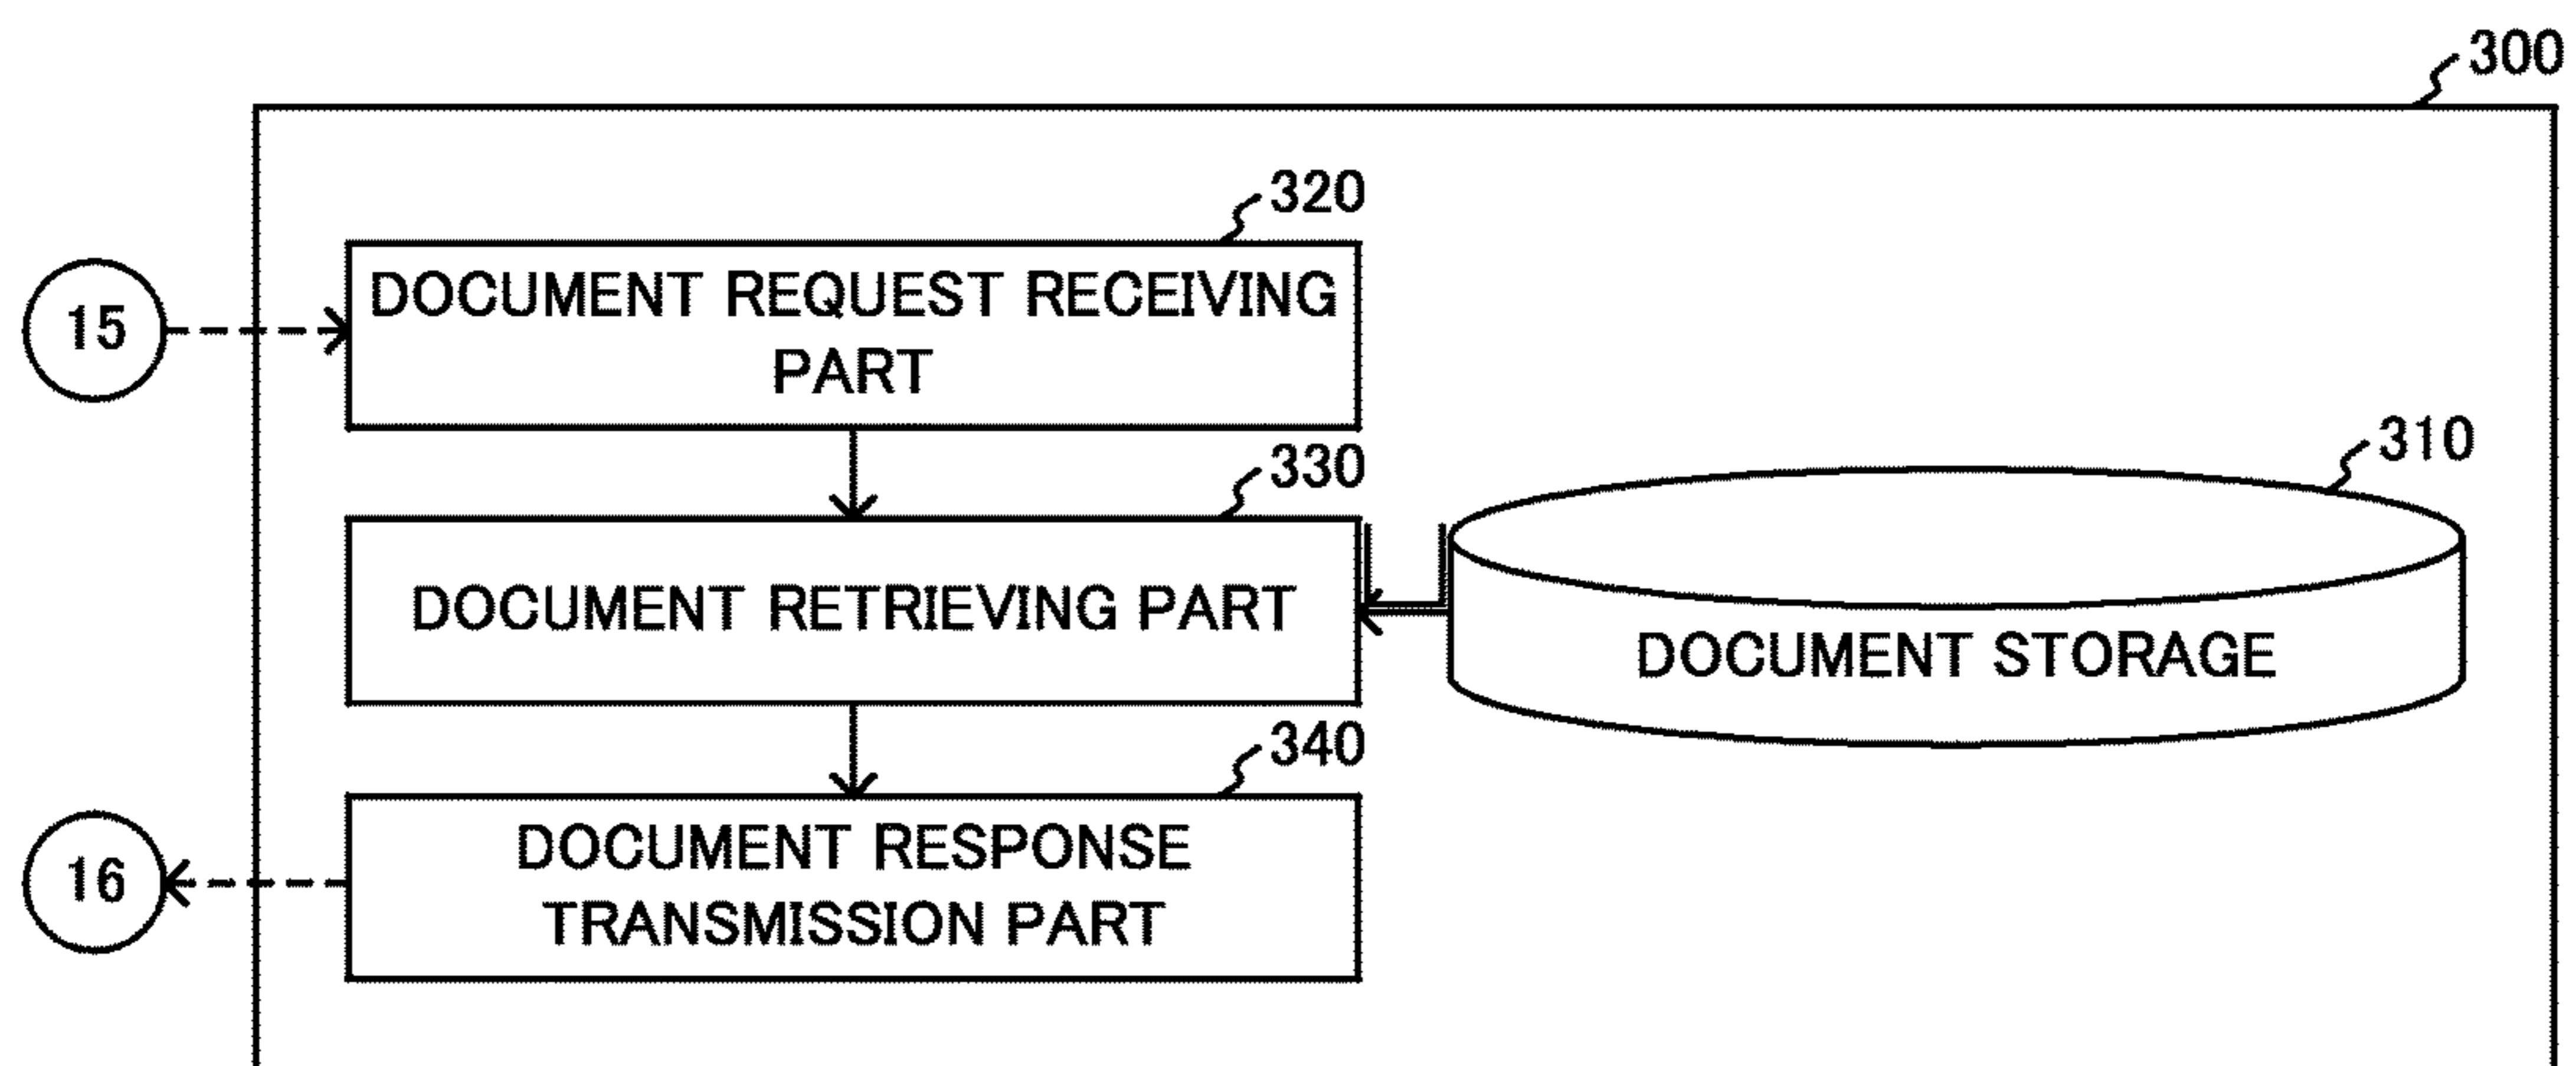 300
320
15
DOCUMENT REQUEST RECEIVING
PART
330
310
DOCUMENT RETRIEVING PART
DOCUMENT STORAGE
340
16
DOCUMENT RESPONSE
TRANSMISSION PART